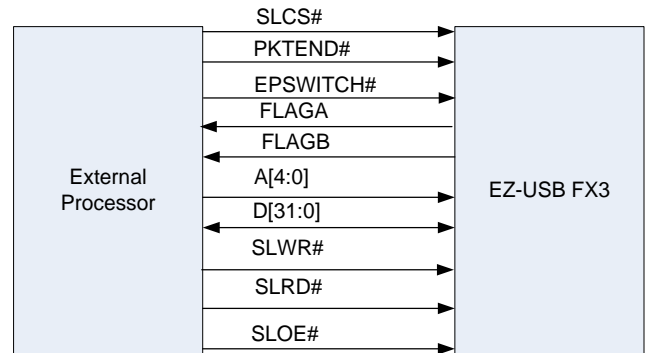 SLCS#
PKTEND#
EPSWITCH#
FLAGA
FLAGB
External
Processor
A[4:0]
EZ-USB FX3
D[31:0]
SLWR#
SLRD#
SLOE#